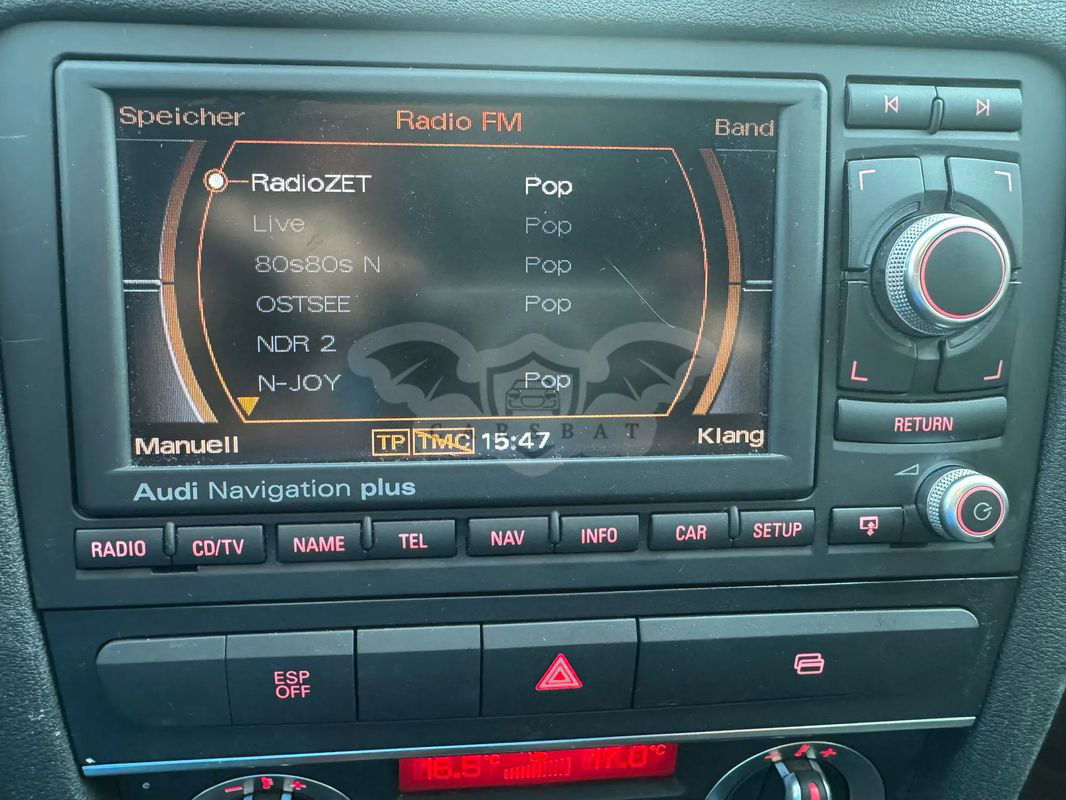 Speicher Radio FM Band
RadioZET Pop
Live Pop
80s80s N Pop
OSTSEE Pop
NDR 2
N-JOY Pop
Manuell TP TMC 15:47 Klang
CARSBAT
Audi Navigation plus
RETURN
RADIO CD/TV NAME TEL NAV INFO CAR SETUP
ESP
OFF